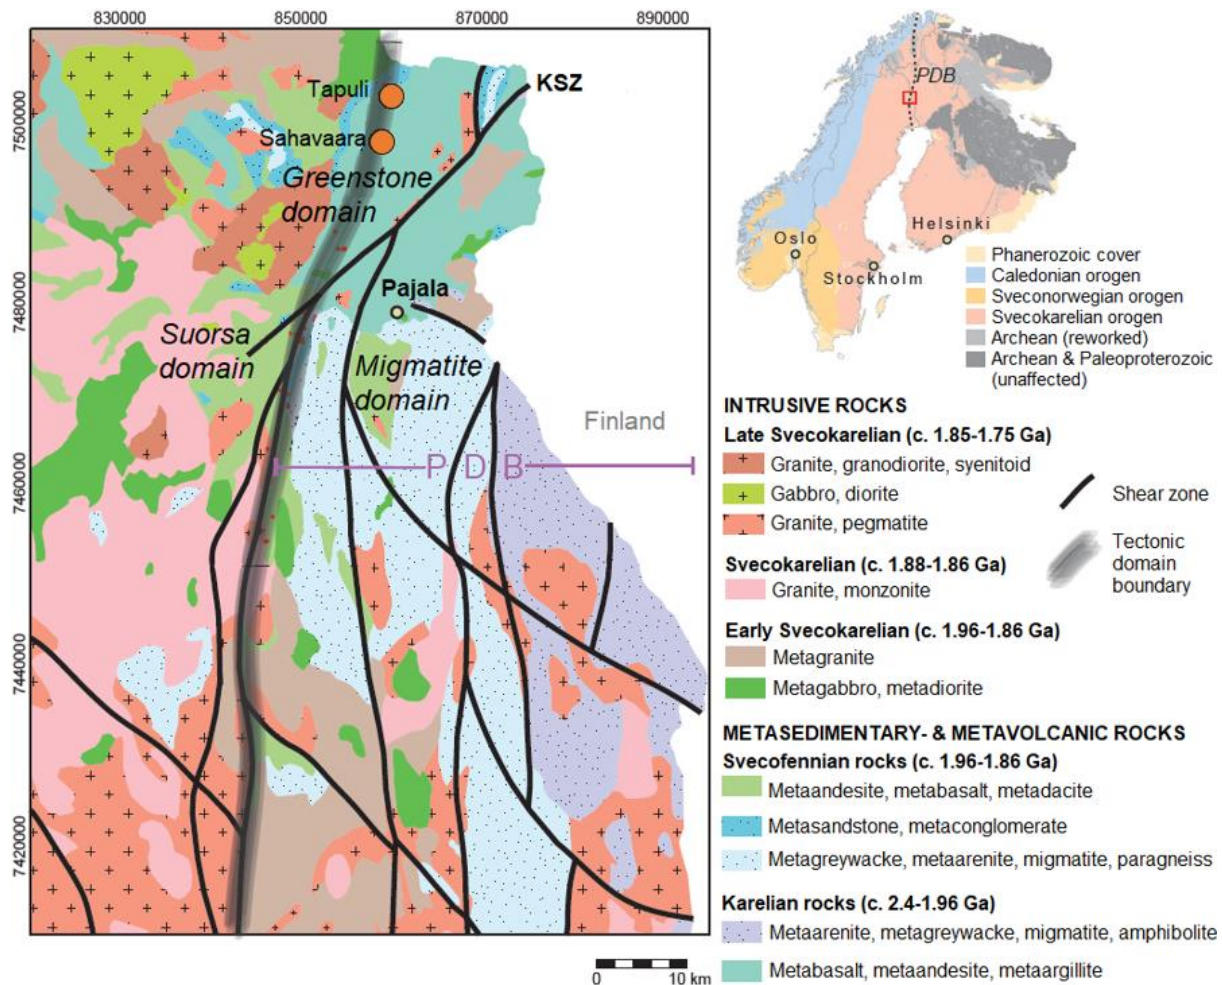 830000
850000
870000
890000
7500000
7480000
7460000
7440000
7420000
Tapuli
KSZ
Sahavaara
Greenstone
domain
Pajala
Suorsa
domain
Migmatite
domain
Finland
P D B
0 10 km
PDB
Helsinki
Oslo
Stockholm
Phanerozoic cover
Caledonian orogen
Sveconorwegian orogen
Svecokarelian orogen
Archean (reworked)
Archean & Paleoproterozoic
(unaffected)
INTRUSIVE ROCKS
Late Svecokarelian (c. 1.85-1.75 Ga)
Granite, granodiorite, syenitoid
Gabbro, diorite
Granite, pegmatite
Shear zone
Tectonic
domain
boundary
Svecokarelian (c. 1.88-1.86 Ga)
Granite, monzonite
Early Svecokarelian (c. 1.96-1.86 Ga)
Metagranite
Metagabbro, metadiorite
METASEDIMENTARY- & METAVOLCANIC ROCKS
Svecofennian rocks (c. 1.96-1.86 Ga)
Metaandesite, metabasalt, metadacite
Metasandstone, metaconglomerate
Metagreywacke, metaarenite, migmatite, paragneiss
Karelian rocks (c. 2.4-1.96 Ga)
Metaarenite, metagreywacke, migmatite, amphibolite
Metabasalt, metaandesite, metaargillite